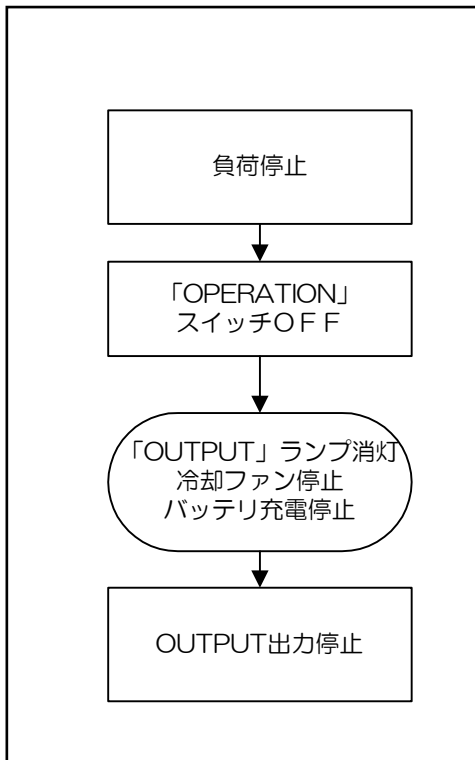 負荷停止
「OPERATION」
スイッチＯＦＦ
「OUTPUT」ランプ消灯
冷却ファン停止
バッテリ充電停止
OUTPUT出力停止